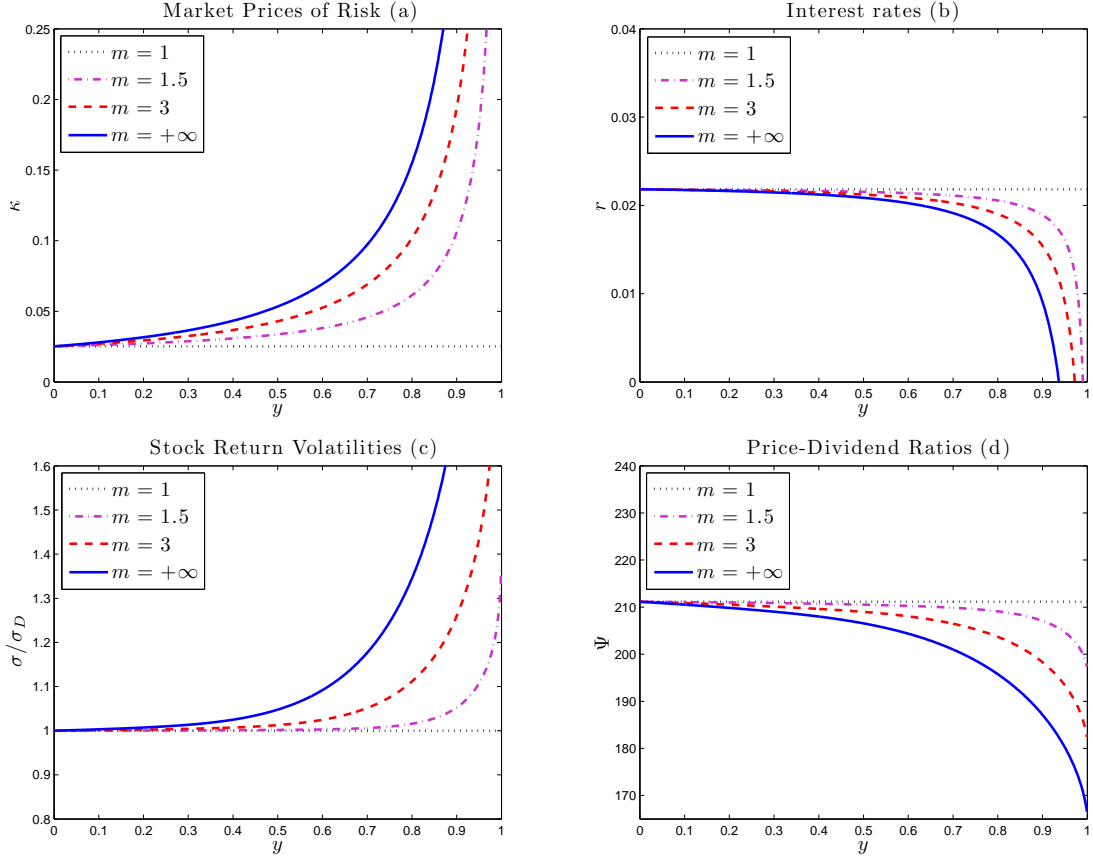 Market Prices of Risk (a)
0.25
0.2
0.15
0.1
0.05
0
κ
m = 1
m = 1.5
m = 3
m = +∞
0 0.1 0.2 0.3 0.4 0.5 0.6 0.7 0.8 0.9 1
y
Interest rates (b)
0.04
0.03
0.02
0.01
0
r
m = 1
m = 1.5
m = 3
m = +∞
0 0.1 0.2 0.3 0.4 0.5 0.6 0.7 0.8 0.9 1
y
Stock Return Volatilities (c)
1.6
1.5
1.4
1.3
1.2
1.1
1
0.9
0.8
σ/σ_D
m = 1
m = 1.5
m = 3
m = +∞
0 0.1 0.2 0.3 0.4 0.5 0.6 0.7 0.8 0.9 1
y
Price-Dividend Ratios (d)
240
230
220
210
200
190
180
170
Ψ
m = 1
m = 1.5
m = 3
m = +∞
0 0.1 0.2 0.3 0.4 0.5 0.6 0.7 0.8 0.9 1
y